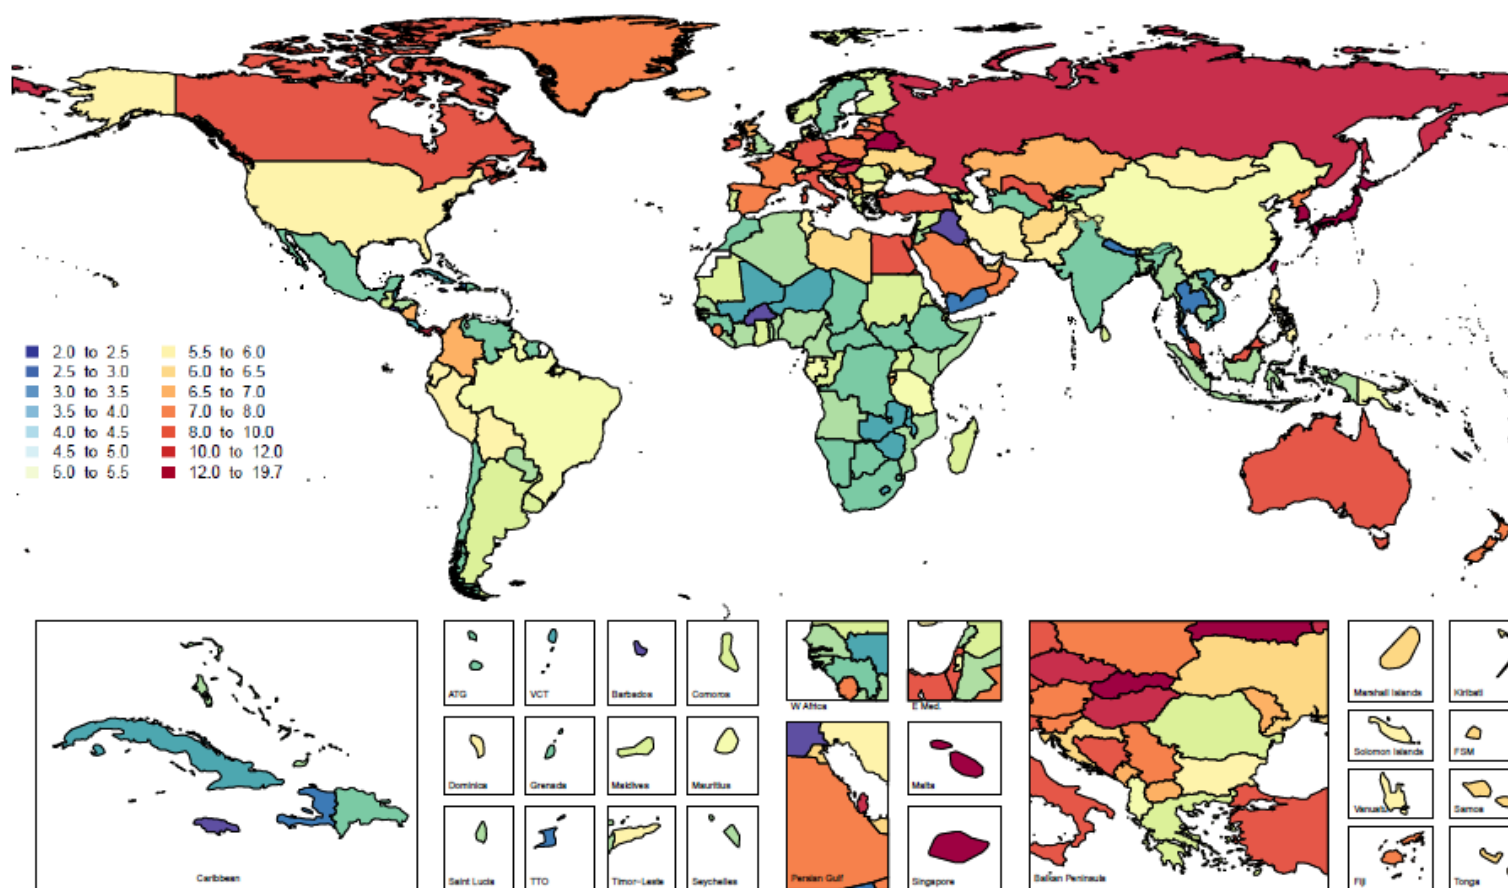 2.0 to 2.5
2.5 to 3.0
3.0 to 3.5
3.5 to 4.0
4.0 to 4.5
4.5 to 5.0
5.0 to 5.5
5.5 to 6.0
6.0 to 6.5
6.5 to 7.0
7.0 to 8.0
8.0 to 10.0
10.0 to 12.0
12.0 to 19.7
Caribbean
ATG
VCT
Barbados
Comoros
Dominica
Grenada
Maldives
Mauritius
Saint Lucia
TTO
Timor-Leste
Seychelles
W Africa
E Med.
Persian Gulf
Malta
Singapore
Balkan Peninsula
Marshall Islands
Kiribati
Solomon Islands
FSM
Vanuatu
Samoa
Fiji
Tonga